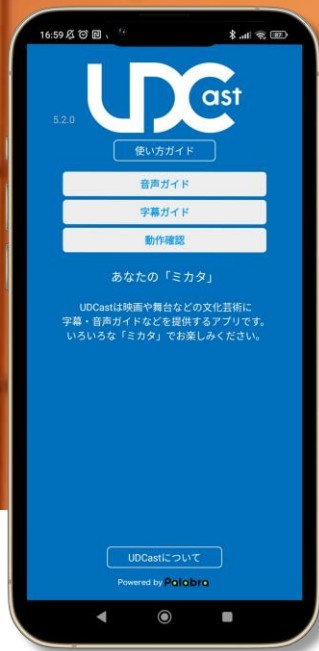 16:59
87
UDCast
5.2.0
使い方ガイド
音声ガイド
字幕ガイド
動作確認
あなたの「ミカタ」
UDCastは映画や舞台などの文化芸術に
字幕・音声ガイドなどを提供するアプリです。
いろいろな「ミカタ」でお楽しみください。
UDCastについて
Powered by Palabra